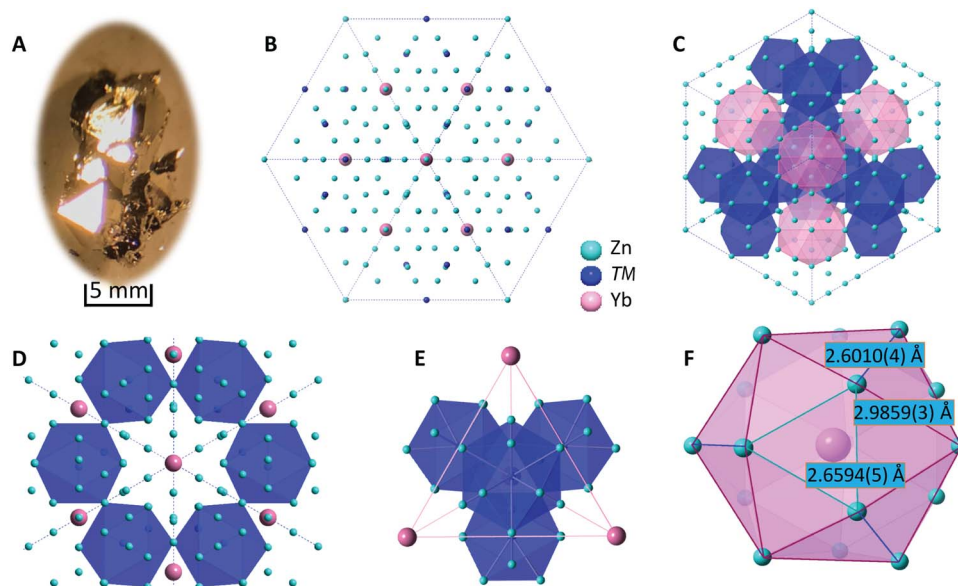 A
B
C
5 mm
Zn
TM
Yb
D
E
F
2.6010(4) Å
2.9859(3) Å
2.6594(5) Å